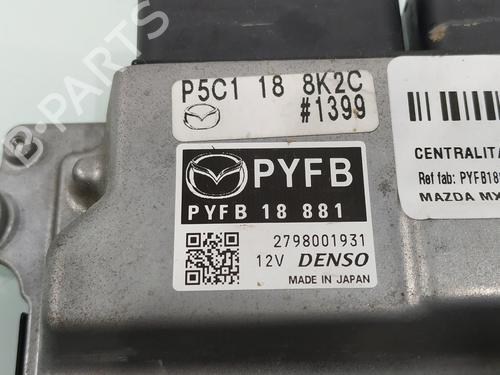 B-PARTS
P5C1 18 8K2C
#1399
PYFB
PYFB 18 881
2798001931
12V DENSO
MADE IN JAPAN
CENTRALITA
Ref fab: PYFB18
MAZDA MX